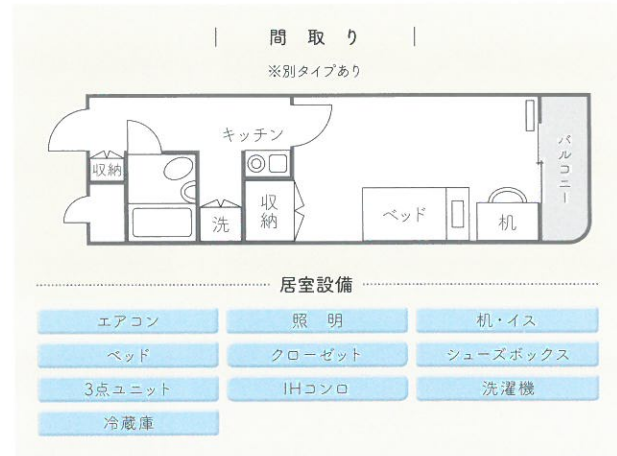 間取り
※別タイプあり
キッチン
収納
洗
収納
ベッド
机
バルコニー
居室設備
エアコン
照 明
机・イス
ベッド
クローゼット
シューズボックス
3点ユニット
IHコンロ
洗濯機
冷蔵庫